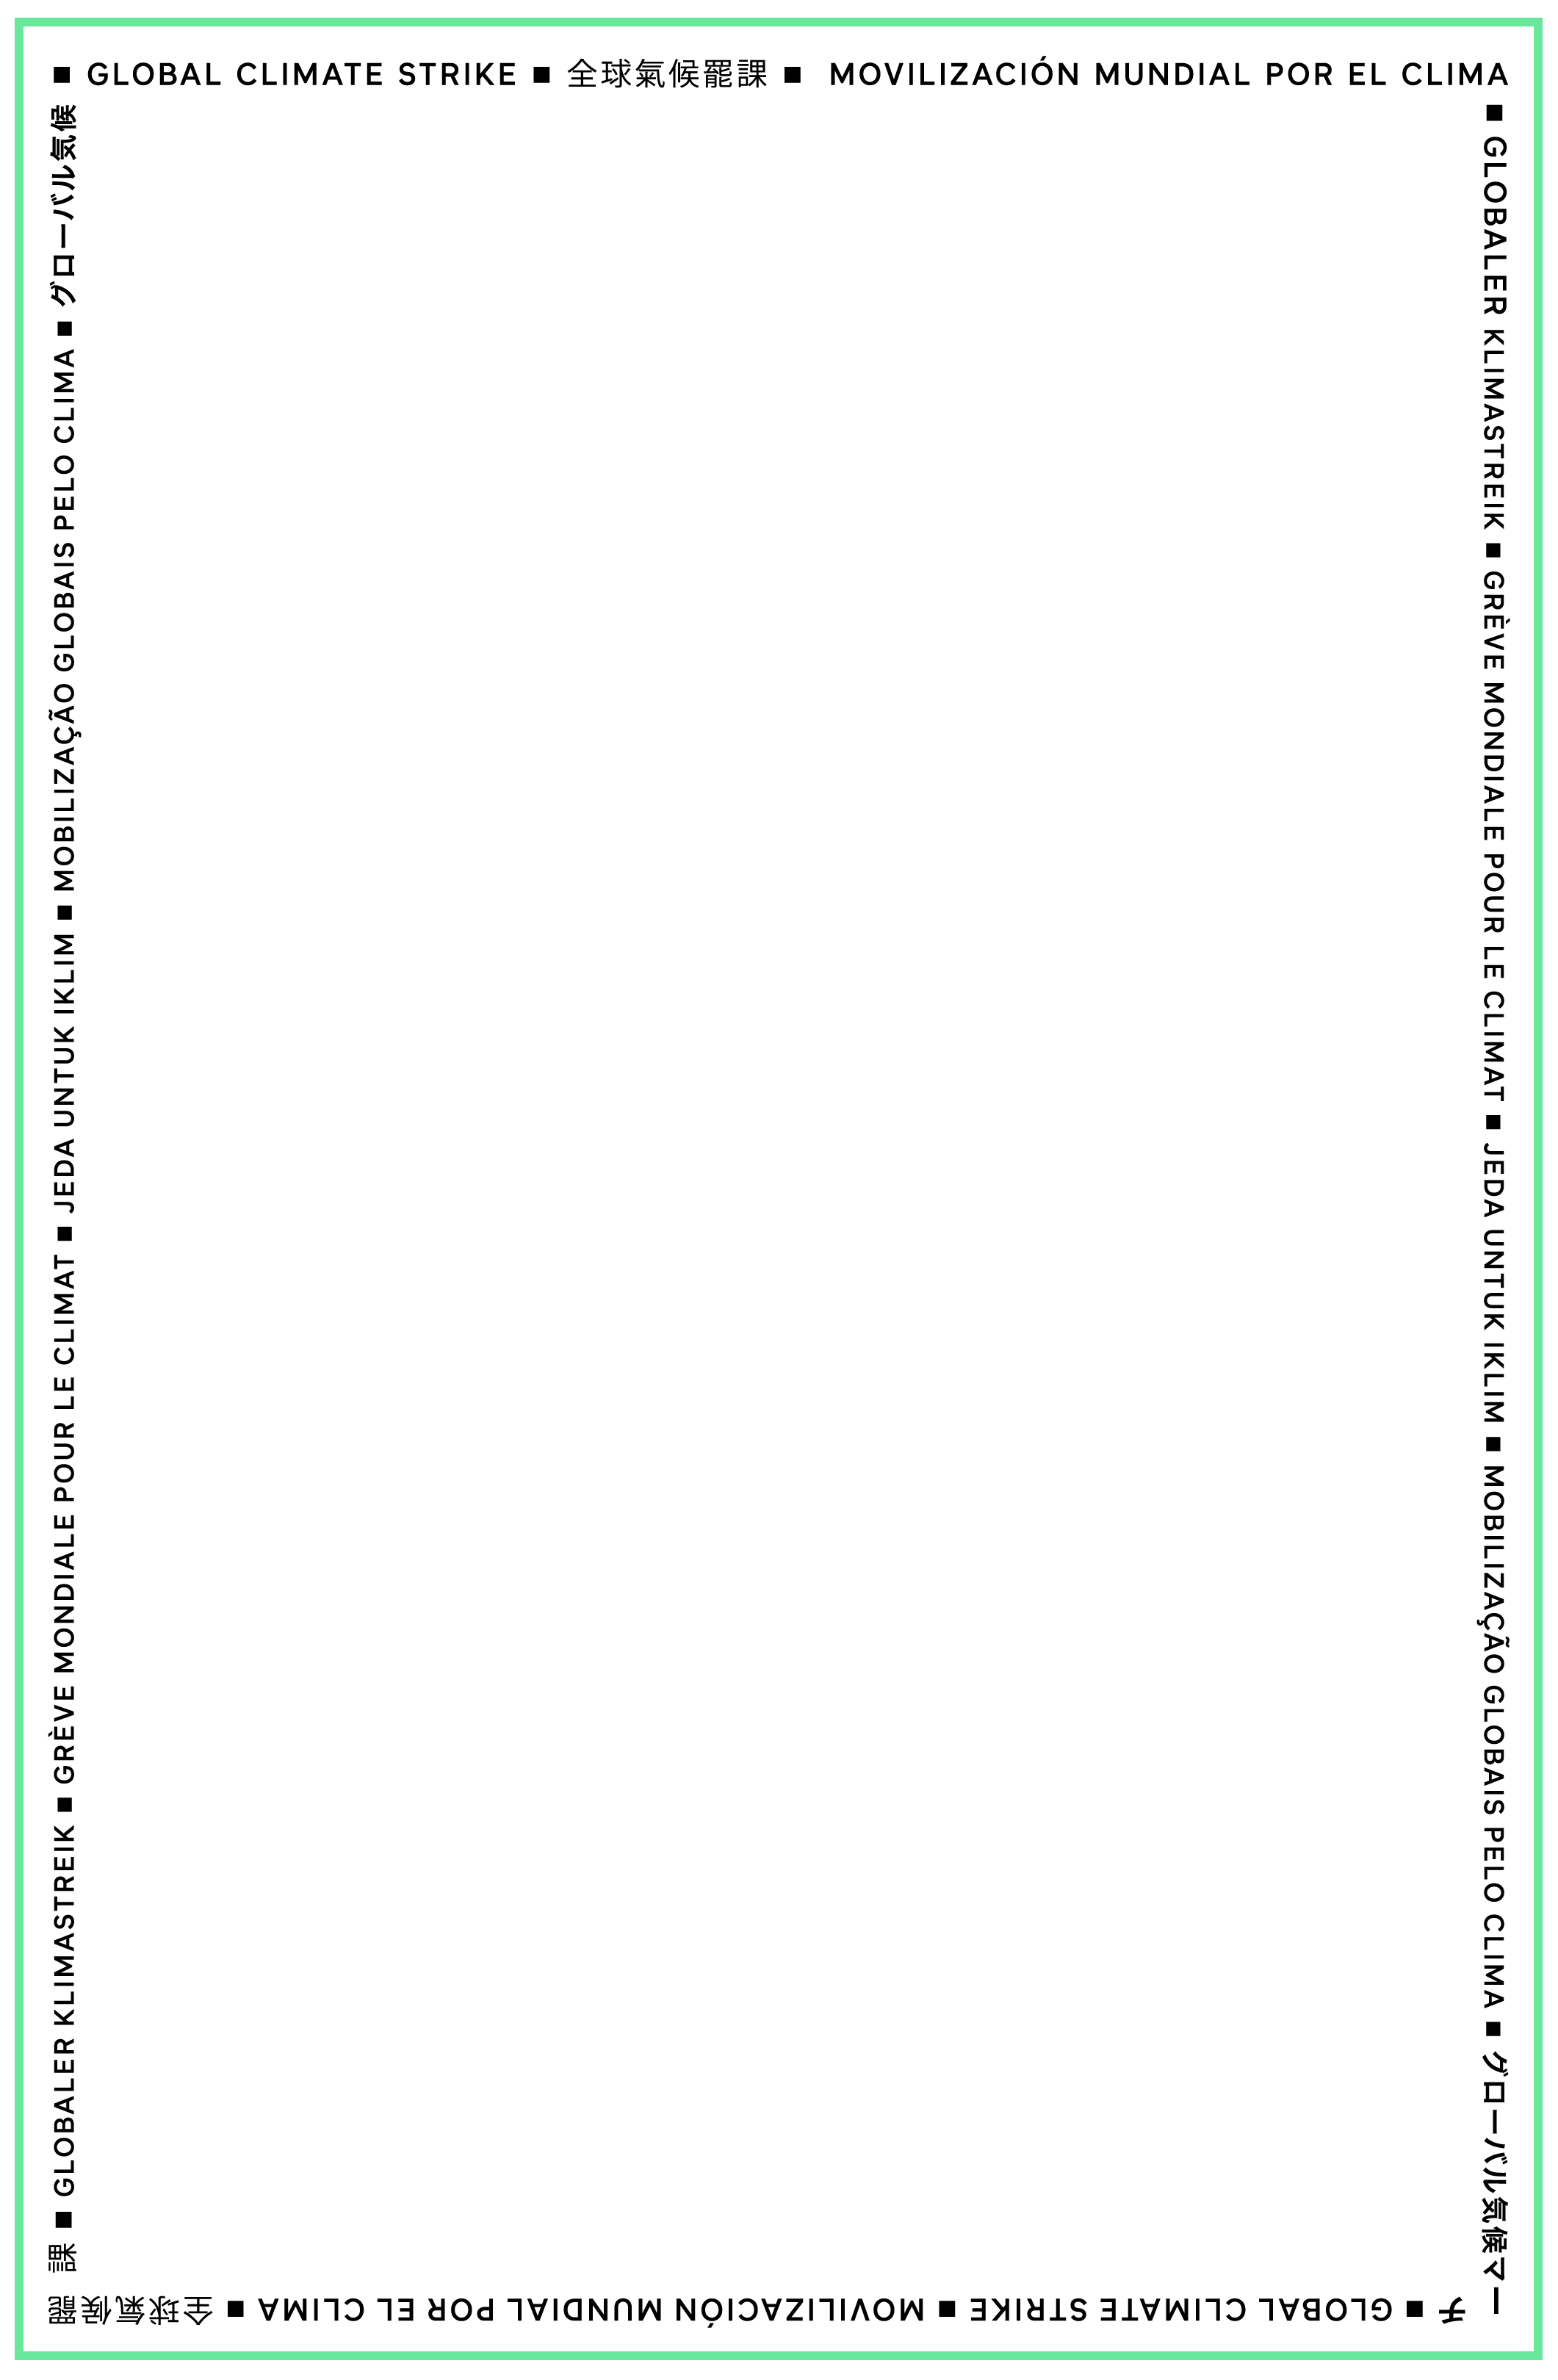 ■ GLOBAL CLIMATE STRIKE ■ 全球氣候罷課 ■ MOVILIZACIÓN MUNDIAL POR EL CLIMA
■ GLOBALER KLIMASTREIK ■ GRÈVE MONDIALE POUR LE CLIMAT ■ JEDA UNTUK IKLIM ■ MOBILIZAÇÃO GLOBAIS PELO CLIMA ■ グローバル気候マー
チ ■ GLOBAL CLIMATE STRIKE ■ MOVILIZACIÓN MUNDIAL POR EL CLIMA ■ 全球氣候罷
課 ■ GLOBALER KLIMASTREIK ■ GRÈVE MONDIALE POUR LE CLIMAT ■ JEDA UNTUK IKLIM ■ MOBILIZAÇÃO GLOBAIS PELO CLIMA ■ グローバル気候